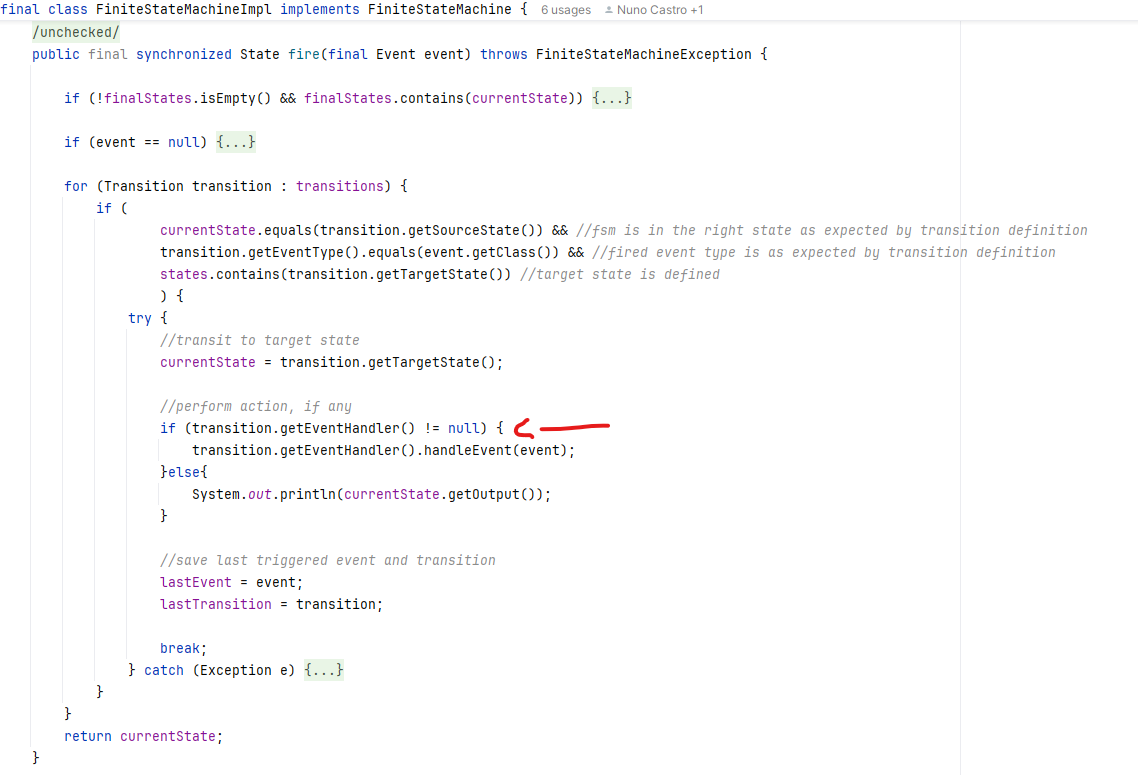 final class FiniteStateMachineImpl implements FiniteStateMachine { 6 usages Nuno Castro +1
/unchecked/
public final synchronized State fire(final Event event) throws FiniteStateMachineException {
if (!finalStates.isEmpty() && finalStates.contains(currentState)) {...}
if (event == null) {...}
for (Transition transition : transitions) {
if (
currentState.equals(transition.getSourceState()) && //fsm is in the right state as expected by transition definition
transition.getEventType().equals(event.getClass()) && //fired event type is as expected by transition definition
states.contains(transition.getTargetState()) //target state is defined
) {
try {
//transit to target state
currentState = transition.getTargetState();
//perform action, if any
if (transition.getEventHandler() != null) {
transition.getEventHandler().handleEvent(event);
}else{
System.out.println(currentState.getOutput());
}
//save last triggered event and transition
lastEvent = event;
lastTransition = transition;
break;
} catch (Exception e) {...}
}
}
return currentState;
}